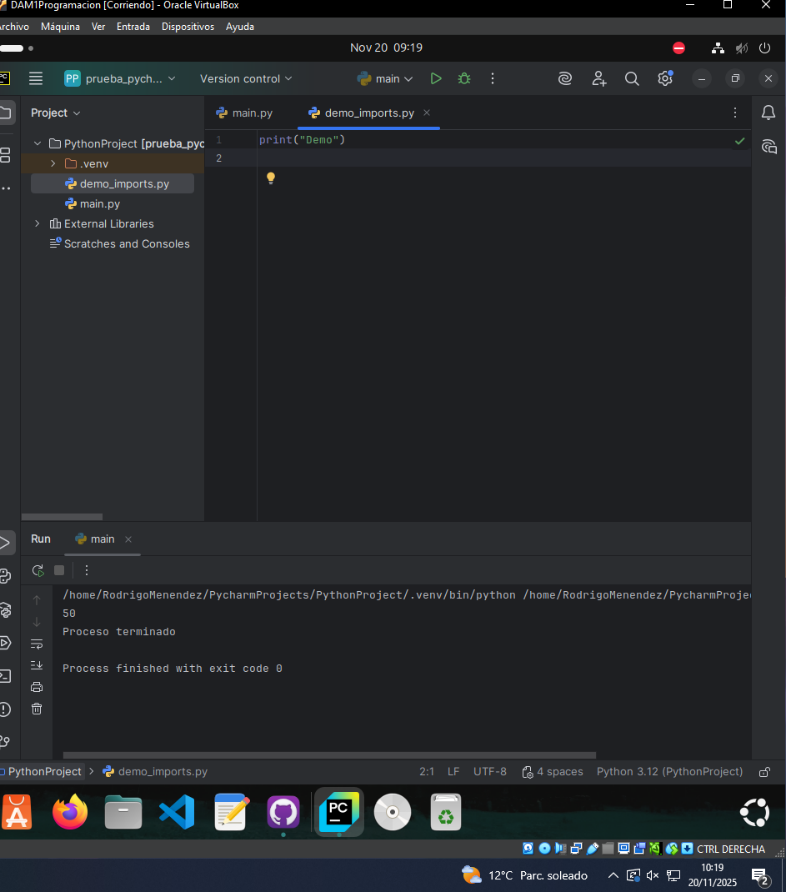 DAM1Programacion [Corriendo] - Oracle VirtualBox
Archivo Máquina Ver Entrada Dispositivos Ayuda
Nov 20 09:19
PC PP prueba_pych... Version control main
Project main.py demo_imports.py
PythonProject [prueba_pyc
.venv
demo_imports.py
main.py
External Libraries
Scratches and Consoles
1 print("Demo")
2
Run main
/home/RodrigoMenendez/PycharmProjects/PythonProject/.venv/bin/python /home/RodrigoMenendez/PycharmProje
50
Proceso terminado
Process finished with exit code 0
PythonProject > demo_imports.py 2:1 LF UTF-8 4 spaces Python 3.12 (PythonProject)
PC
CTRL DERECHA
12°C Parc. soleado 10:19
20/11/2025 2